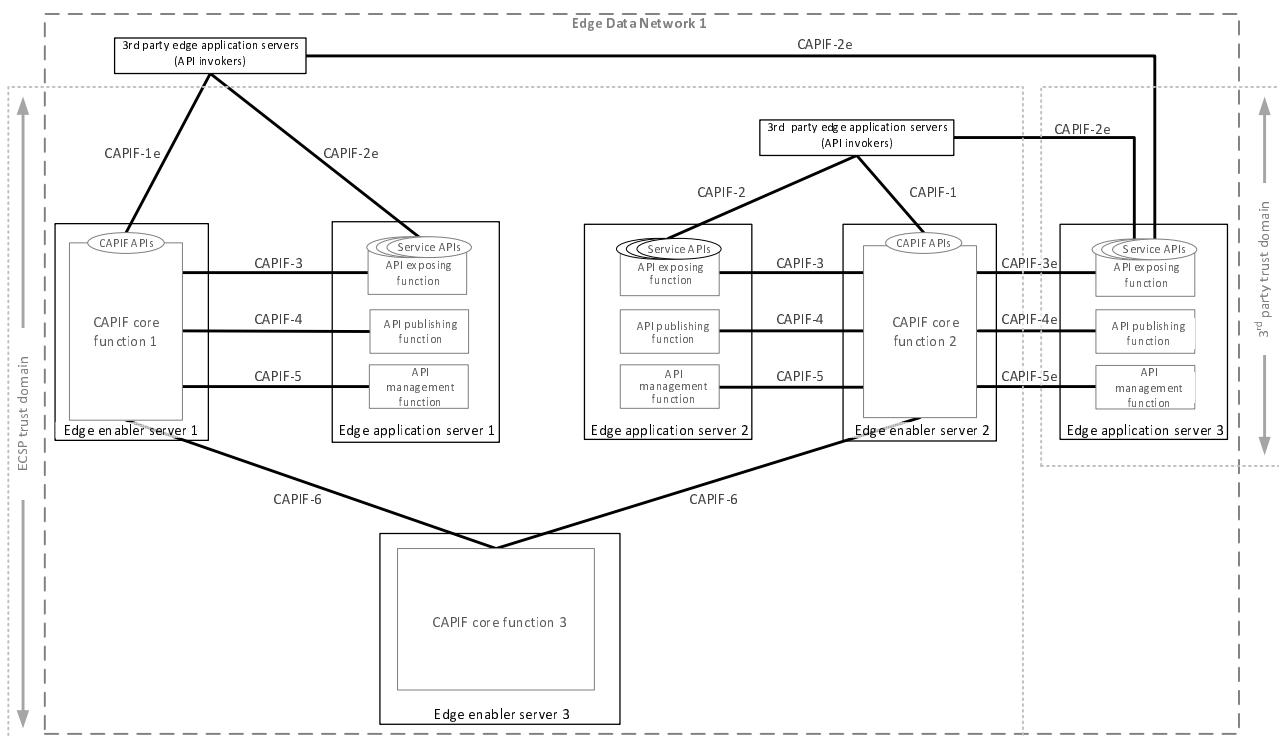 Edge Data Network 1
3rd party edge application servers
(API invokers)
CAPIF-2e
3rd party edge application servers
(API invokers)
CAPIF-2e
CAPIF-1e
CAPIF-2e
CAPIF-2
CAPIF-1
ECSP trust domain
3rd party trust domain
CAPIF APIs
CAPIF core
function 1
Edge enabler server 1
CAPIF-3
CAPIF-4
CAPIF-5
Service APIs
API exposing
function
API publishing
function
API
management
function
Edge application server 1
Service APIs
API exposing
function
API publishing
function
API
management
function
Edge application server 2
CAPIF-3
CAPIF-4
CAPIF-5
CAPIF APIs
CAPIF core
function 2
Edge enabler server 2
CAPIF-3e
CAPIF-4e
CAPIF-5e
Service APIs
API exposing
function
API publishing
function
API
management
function
Edge application server 3
CAPIF-6
CAPIF-6
CAPIF core function 3
Edge enabler server 3